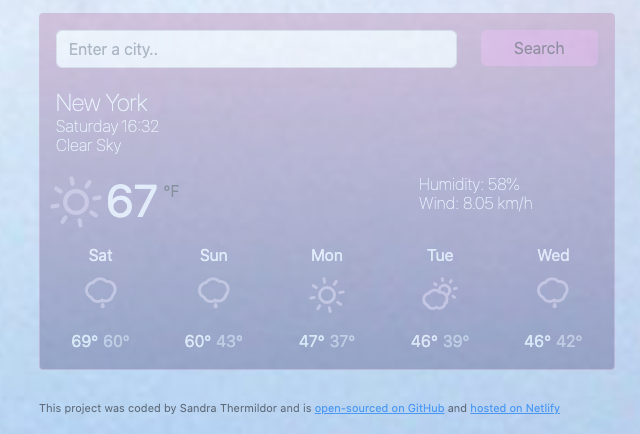 Enter a city..
Search
New York
Saturday 16:32
Clear Sky
67 °F
Humidity: 58%
Wind: 8.05 km/h
Sat Sun Mon Tue Wed
69° 60° 60° 43° 47° 37° 46° 39° 46° 42°
This project was coded by Sandra Thermildor and is open-sourced on GitHub and hosted on Netlify